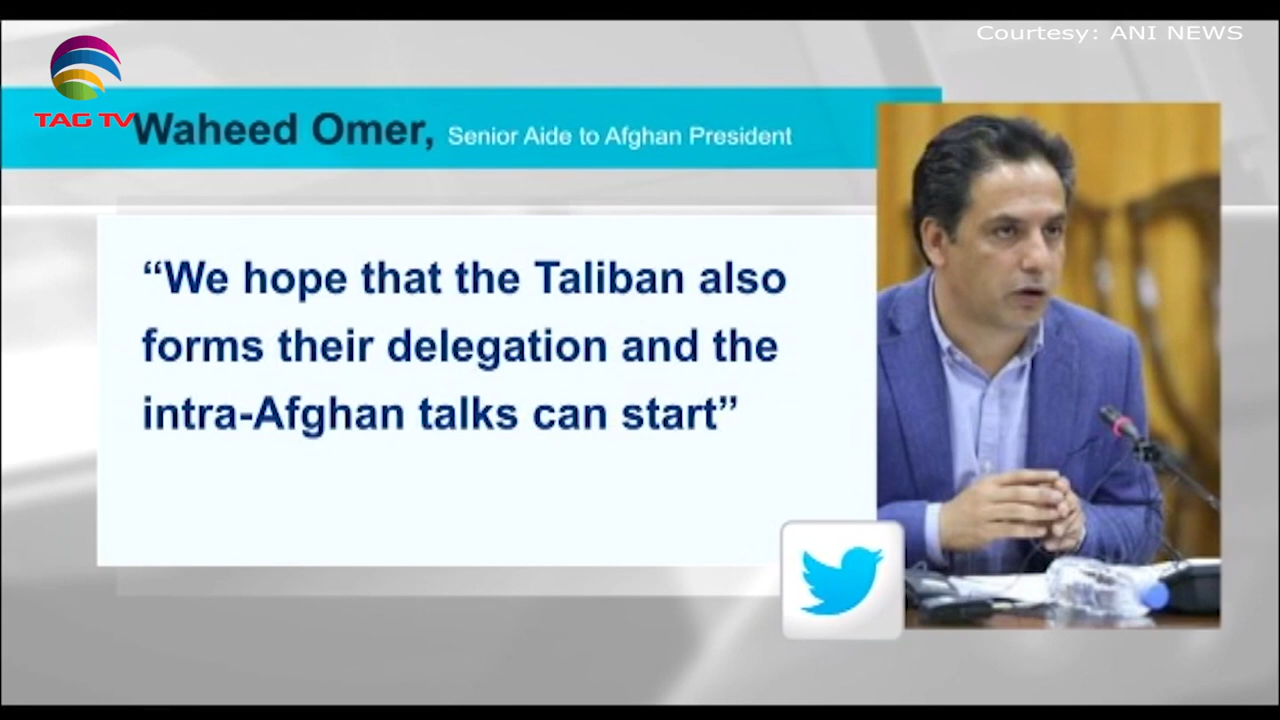 Courtesy: ANI NEWS
TAG TV
Waheed Omer, Senior Aide to Afghan President
“We hope that the Taliban also
forms their delegation and the
intra-Afghan talks can start”